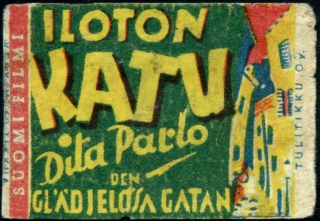 ILOTON
KATU
Dita Parlo
DEN
GLÄDJELÖSA GATAN
SUOMI FILMI
TULITIKKU OY.